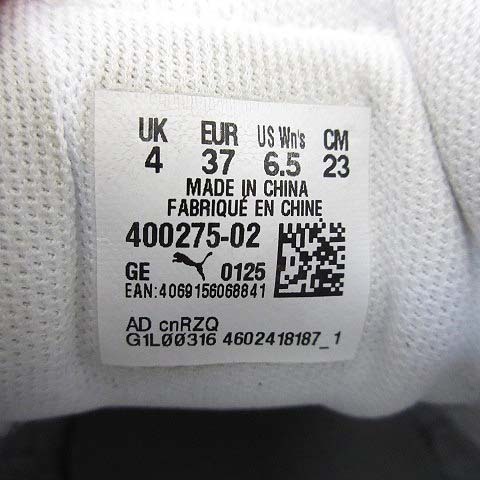 UK EUR US Wn's CM
4 37 6.5 23
MADE IN CHINA
FABRIQUÉ EN CHINE
400275-02
GE 0125
EAN:4069156068841
AD cnRZQ
G1LØØ316 4602418187_1